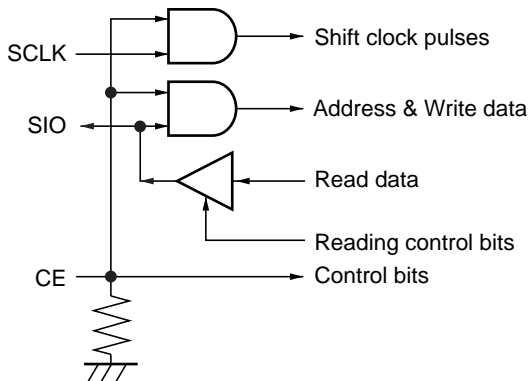 Shift clock pulses
SCLK
Address & Write data
SIO
Read data
Reading control bits
CE
Control bits